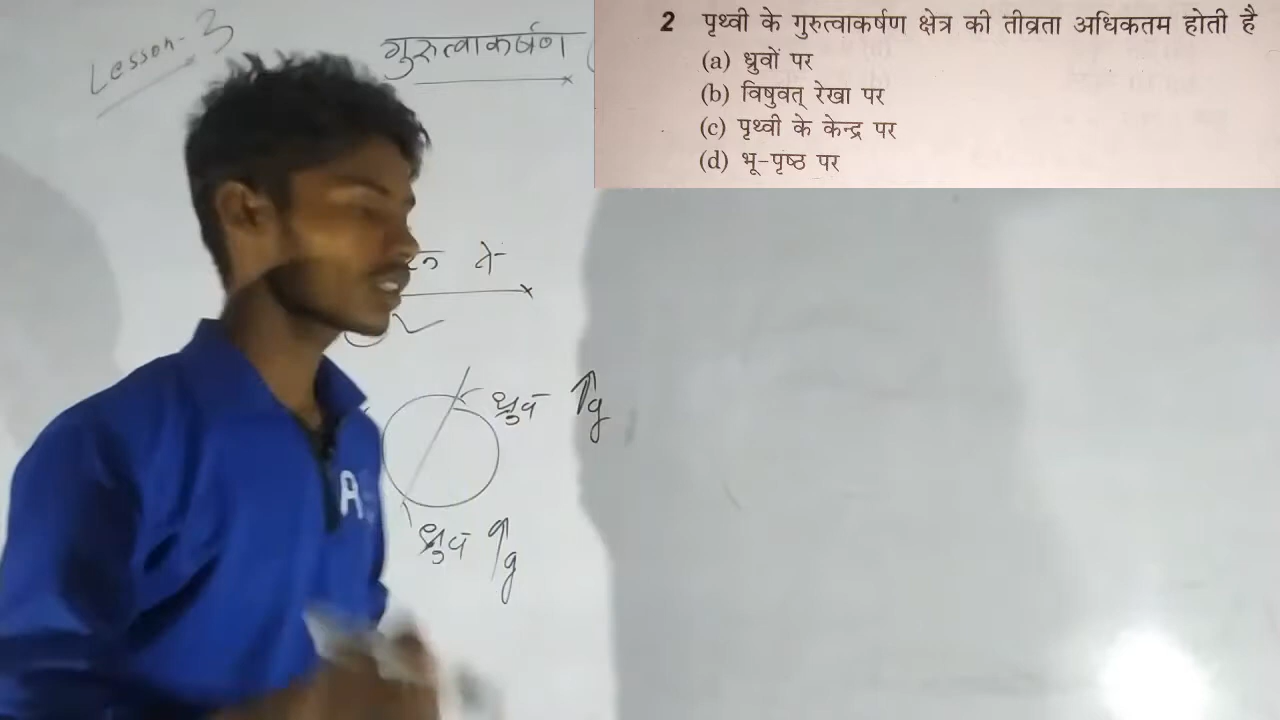 Lesson- 3
गुरुत्वाकर्षण
2 पृथ्वी के गुरुत्वाकर्षण क्षेत्र की तीव्रता अधिकतम होती है
(a) ध्रुवों पर
(b) विषुवत् रेखा पर
(c) पृथ्वी के केन्द्र पर
(d) भू-पृष्ठ पर
ध्रुव ↑g
ध्रुव ↑g
A